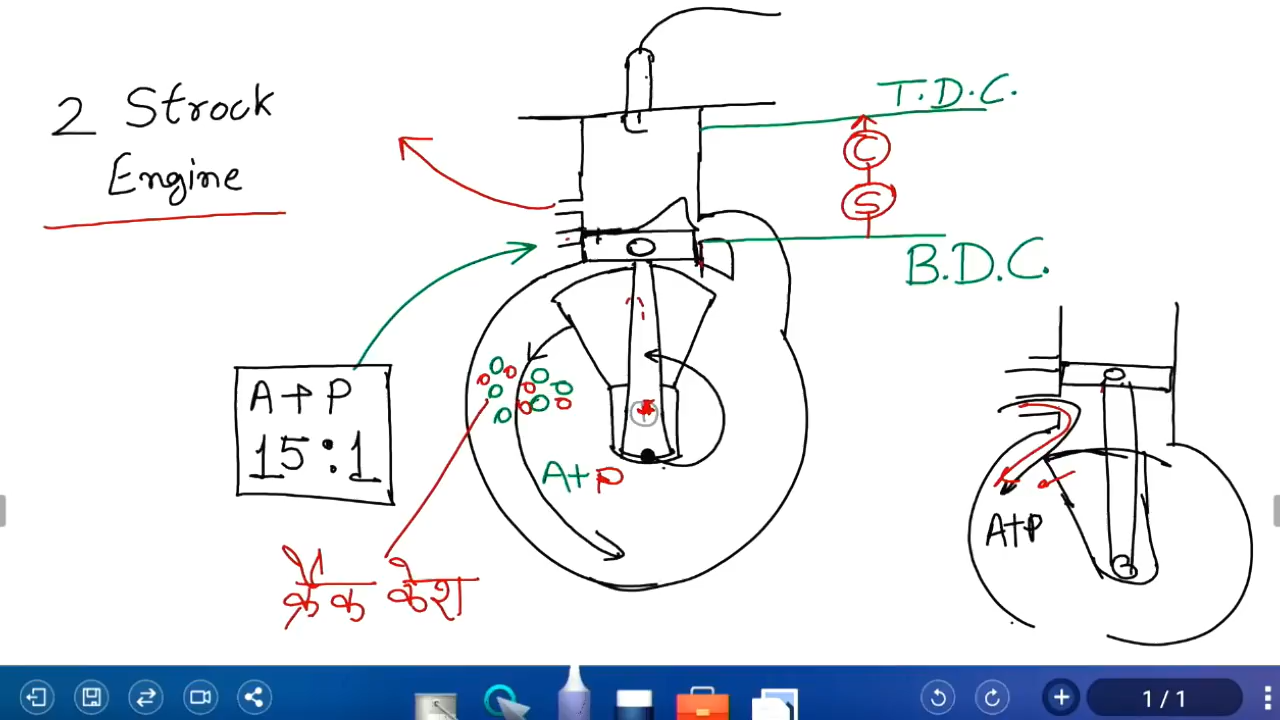 2 Strock
Engine
T.D.C.
C
S
B.D.C.
A+P
15:1
A+P
A+P
1/1